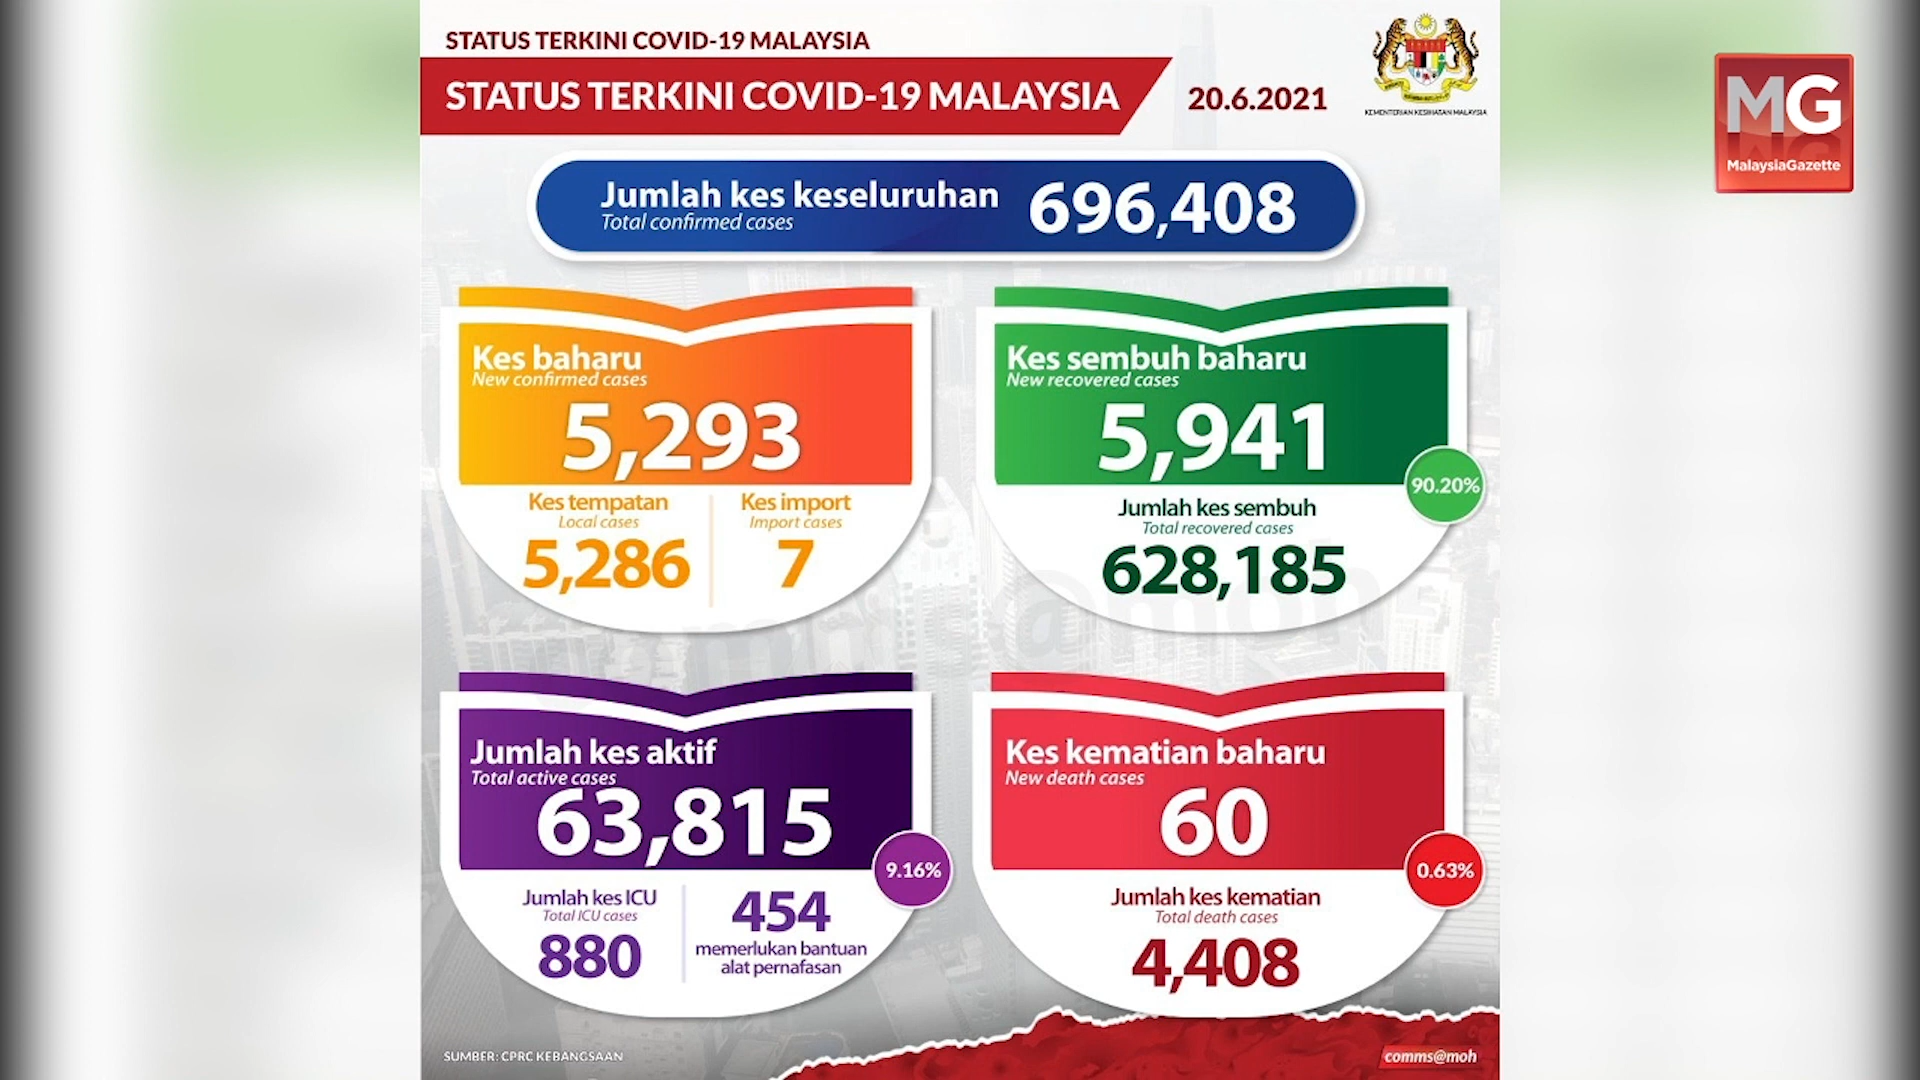 STATUS TERKINI COVID-19 MALAYSIA
STATUS TERKINI COVID-19 MALAYSIA
20.6.2021
KEMENTERIAN KESIHATAN MALAYSIA
MG
MalaysiaGazette
Jumlah kes keseluruhan
Total confirmed cases
696,408
Kes baharu
New confirmed cases
5,293
Kes tempatan
Local cases
5,286
Kes import
Import cases
7
Kes sembuh baharu
New recovered cases
5,941
90.20%
Jumlah kes sembuh
Total recovered cases
628,185
Jumlah kes aktif
Total active cases
63,815
9.16%
Jumlah kes ICU
Total ICU cases
880
454
memerlukan bantuan
alat pernafasan
Kes kematian baharu
New death cases
60
0.63%
Jumlah kes kematian
Total death cases
4,408
SUMBER: CPRC KEBANGSAAN
comms@moh